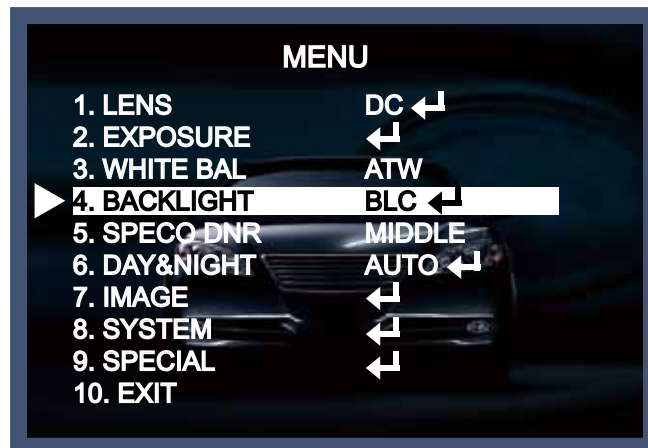 MENU
1. LENS DC ↵
2. EXPOSURE ↵
3. WHITE BAL ATW
4. BACKLIGHT BLC ↵
5. SPECO DNR MIDDLE
6. DAY&NIGHT AUTO ↵
7. IMAGE ↵
8. SYSTEM ↵
9. SPECIAL ↵
10. EXIT